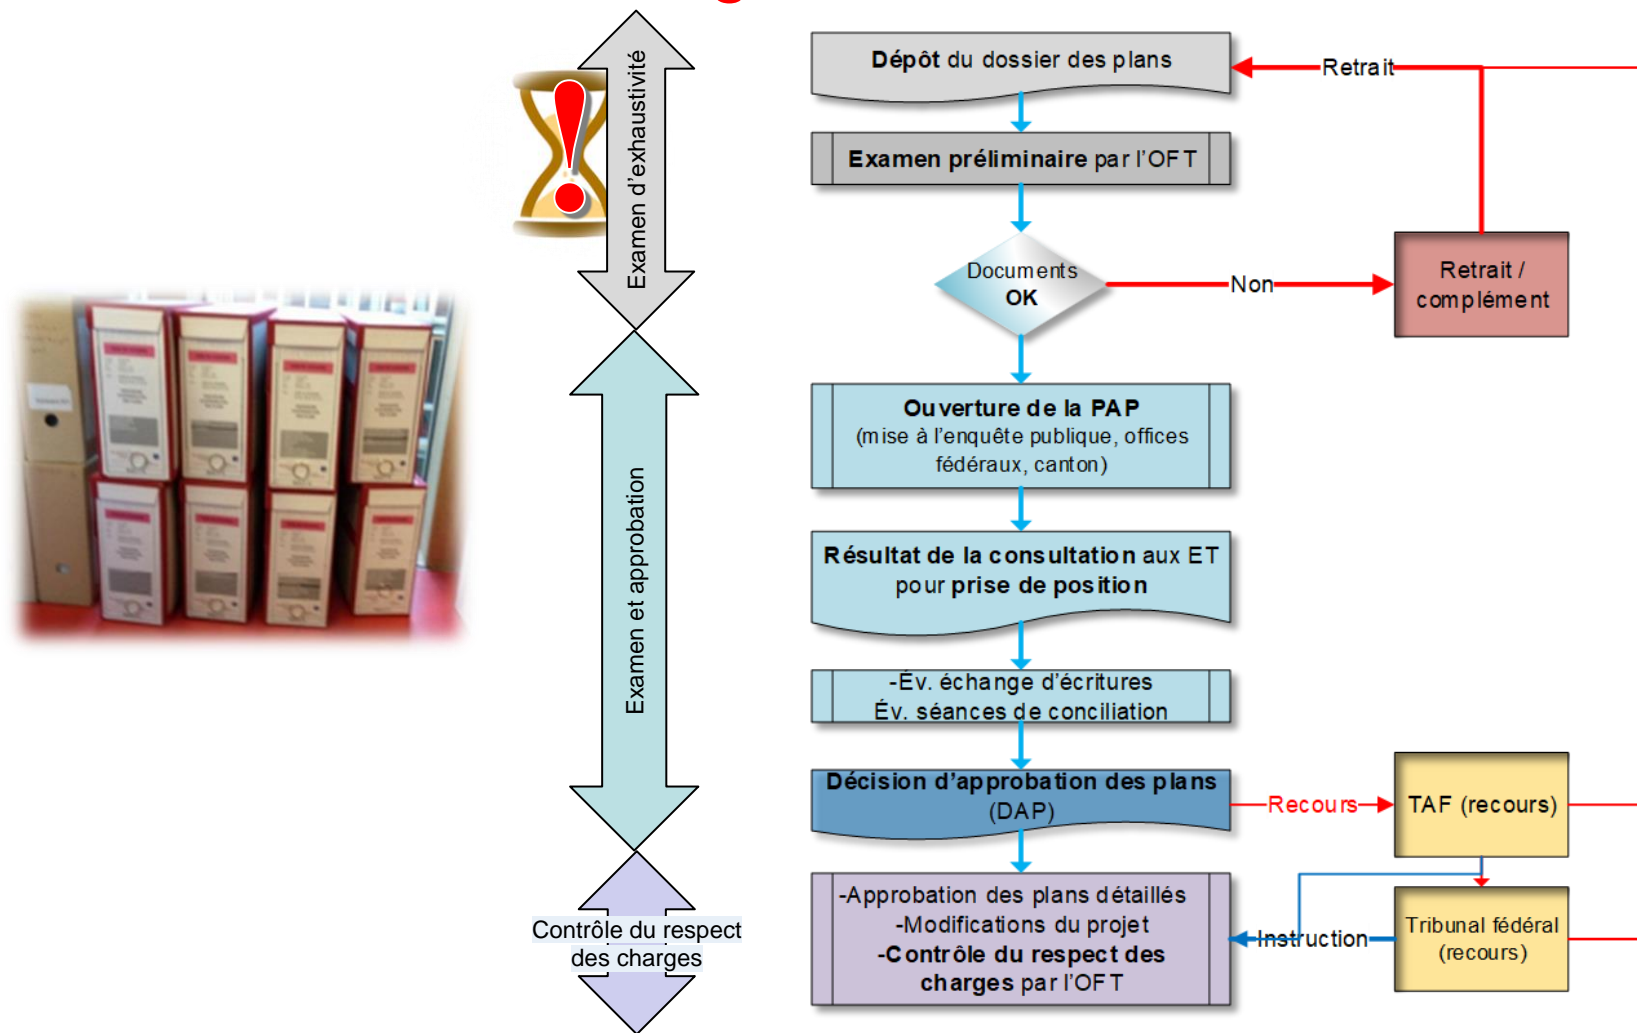 Examen d'exhaustivité
Examen et approbation
Contrôle du respect
des charges
Dépôt du dossier des plans
Retrait
Examen préliminaire par l'OFT
Documents
OK
Non
Retrait /
complément
Ouverture de la PAP
(mise à l'enquête publique, offices
fédéraux, canton)
Résultat de la consultation aux ET
pour prise de position
-Év. échange d'écritures
Év. séances de conciliation
Décision d'approbation des plans
(DAP)
Recours
TAF (recours)
-Approbation des plans détaillés
-Modifications du projet
-Contrôle du respect des
charges par l'OFT
Instruction
Tribunal fédéral
(recours)